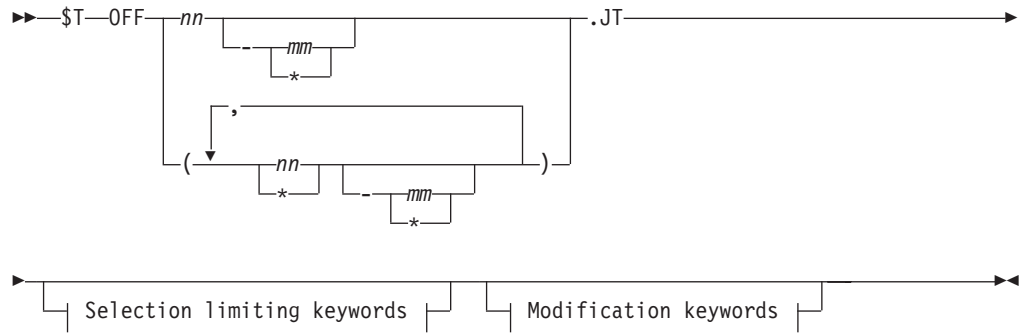 $T OFF nn .JT
- mm
*
,
( nn )
* - mm
*
Selection limiting keywords Modification keywords